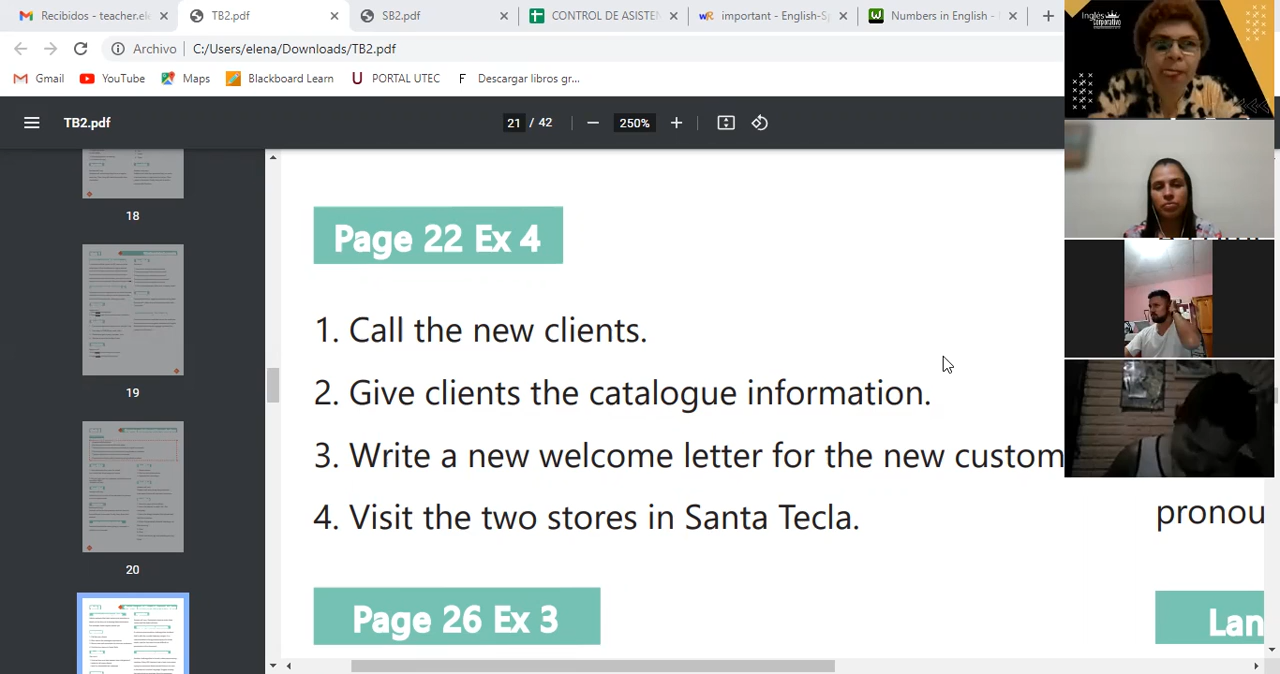 Recibidos - teacher.el
TB2.pdf
SB2.pdf
CONTROL DE ASISTEN
important - English-S
Numbers in English -
Archivo
C:/Users/elena/Downloads/TB2.pdf
Gmail
YouTube
Maps
Blackboard Learn
PORTAL UTEC
Descargar libros gr...
Inglés
Corporativo
TB2.pdf
21 / 42
250%
18
19
20
Page 22 Ex 4
1. Call the new clients.
2. Give clients the catalogue information.
3. Write a new welcome letter for the new custom
4. Visit the two stores in Santa Tecla.
pronou
Page 26 Ex 3
Lan